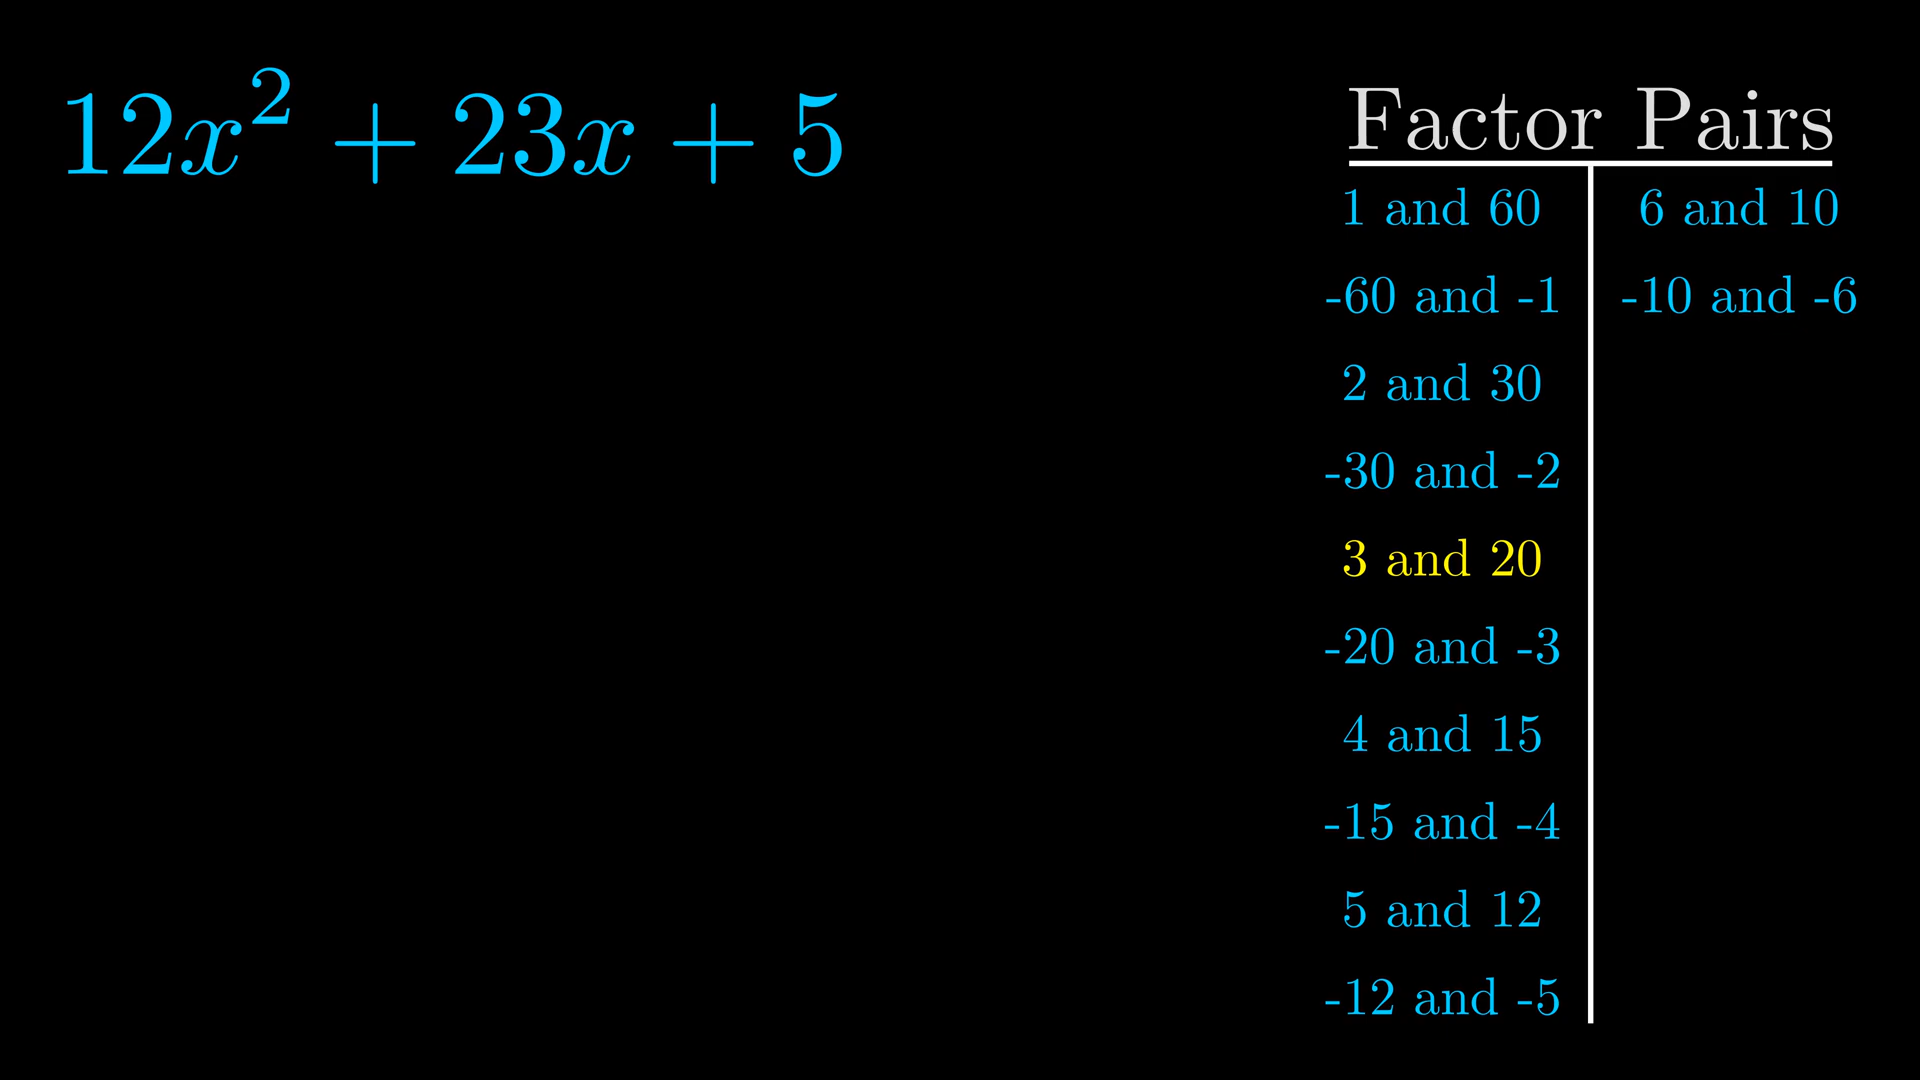 12x² + 23x + 5
Factor Pairs
1 and 60
-60 and -1
2 and 30
-30 and -2
3 and 20
-20 and -3
4 and 15
-15 and -4
5 and 12
-12 and -5
6 and 10
-10 and -6